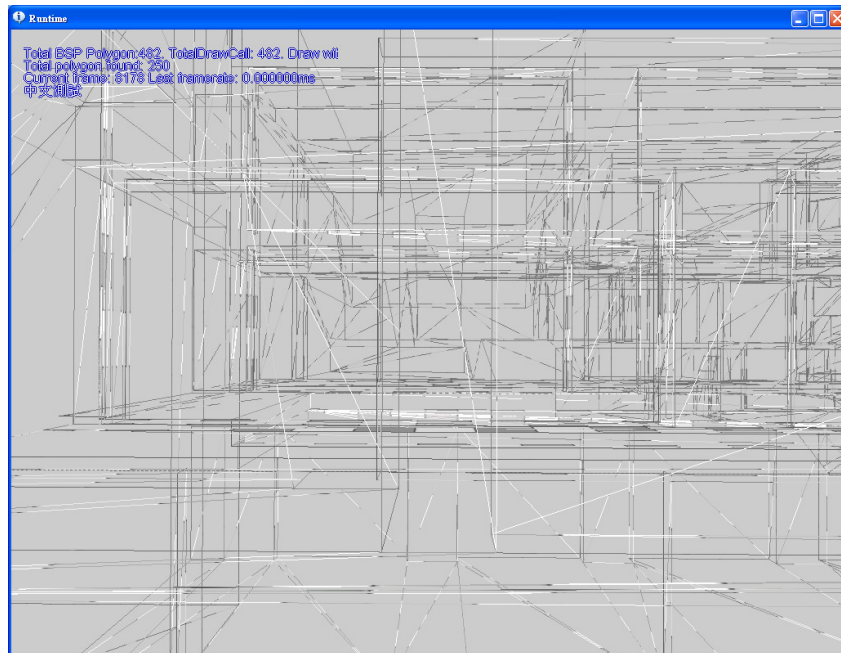 Runtime
Total BSP Polygon:482, TotalDrawCall: 482. Draw wii
Total polygon found: 250
Current frame: 8178 Last framerate: 0.000000ms
中文測試